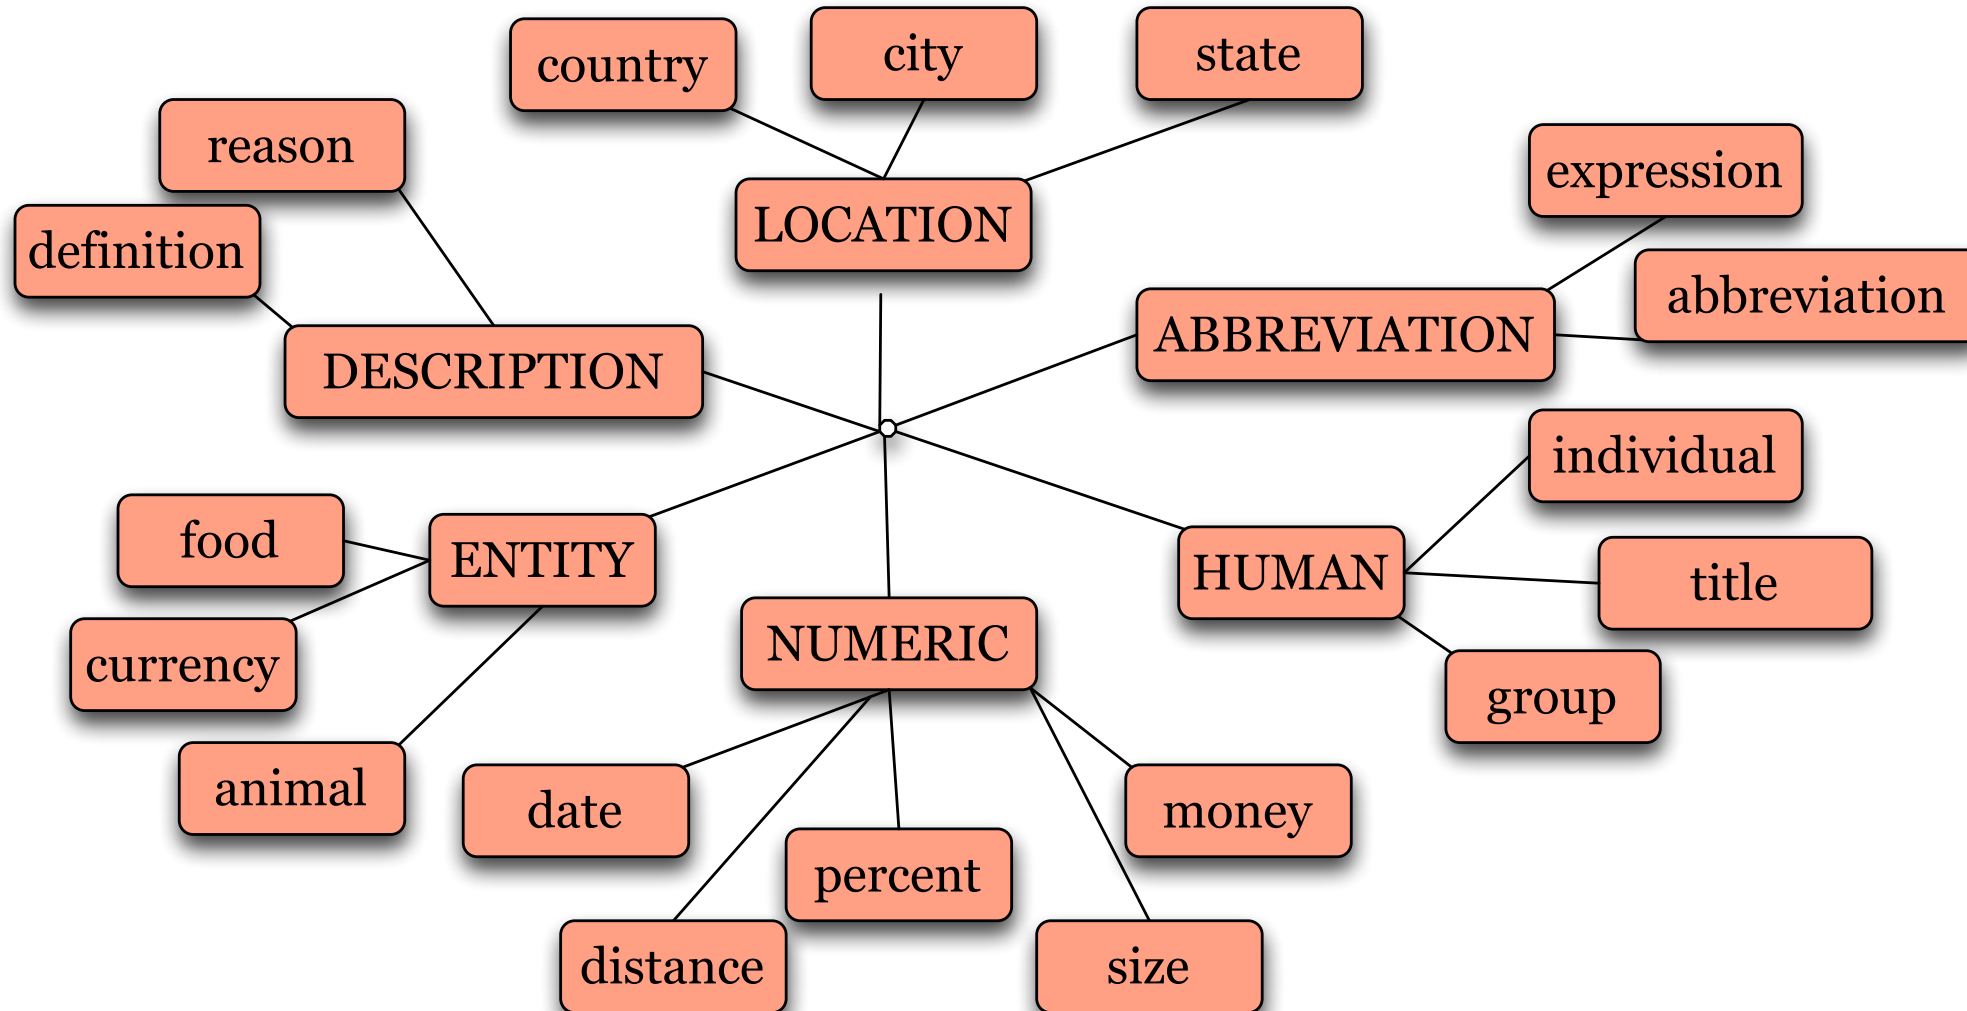 country
city
state
reason
expression
LOCATION
definition
abbreviation
ABBREVIATION
DESCRIPTION
individual
food
ENTITY
HUMAN
title
NUMERIC
currency
group
animal
date
money
percent
distance
size